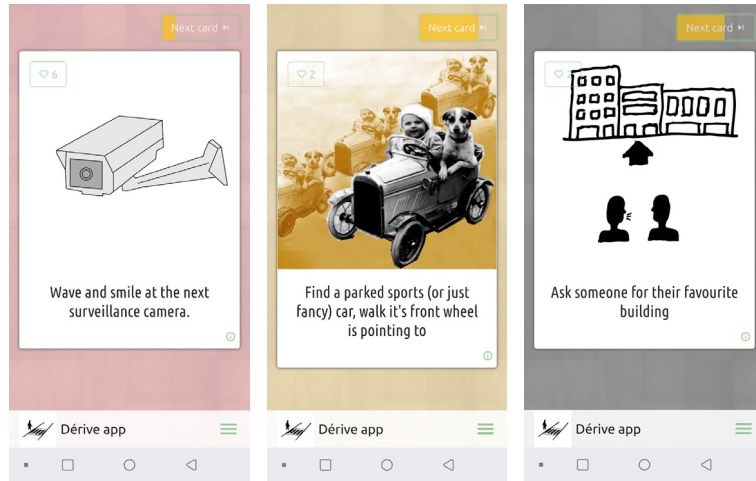 Next card
6
Wave and smile at the next
surveillance camera.
Dérive app
Next card
2
Find a parked sports (or just
fancy) car, walk it's front wheel
is pointing to
Dérive app
Next card
Ask someone for their favourite
building
Dérive app